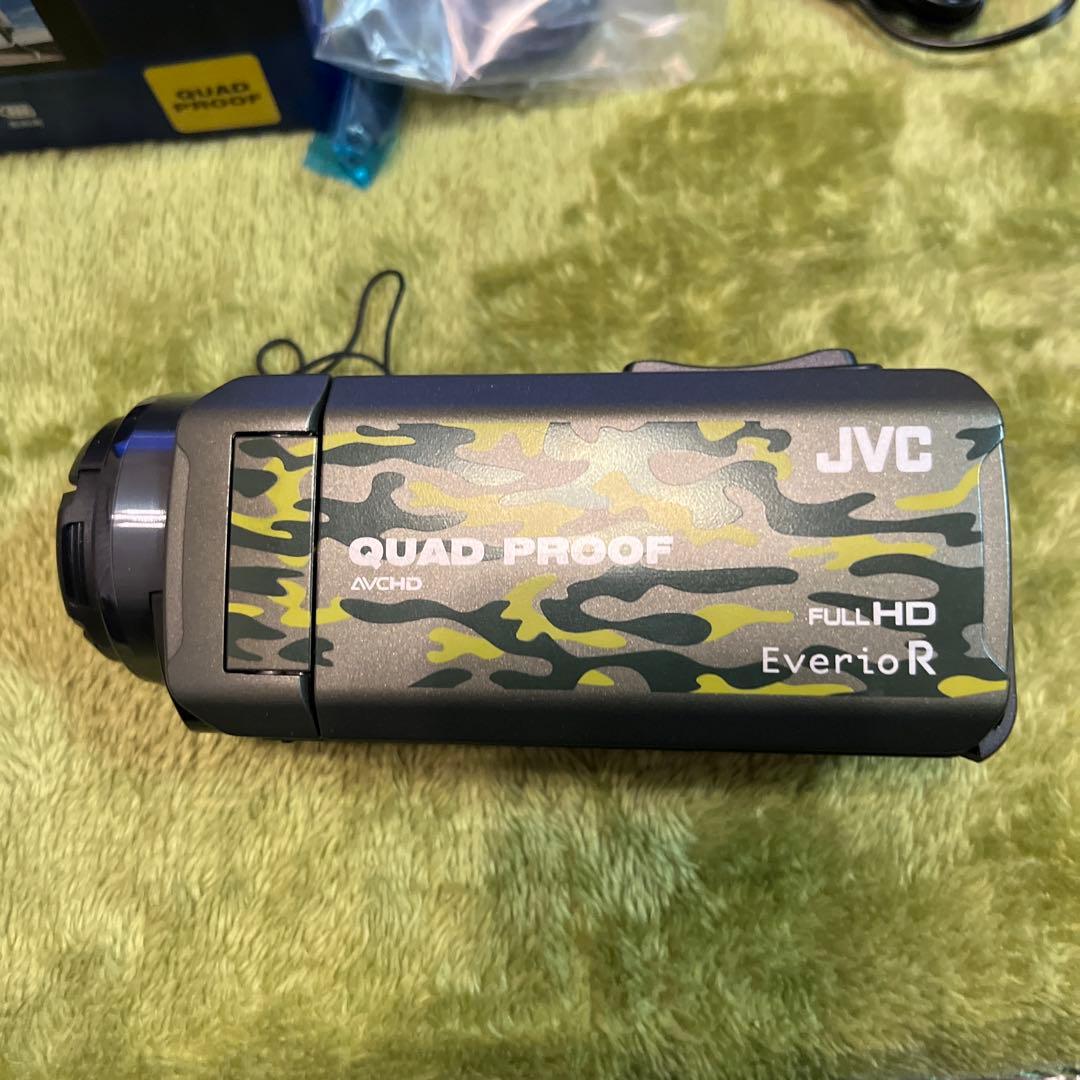 QUAD
PROOF
JVC
QUAD PROOF
AVCHD
FULL HD
Everio R